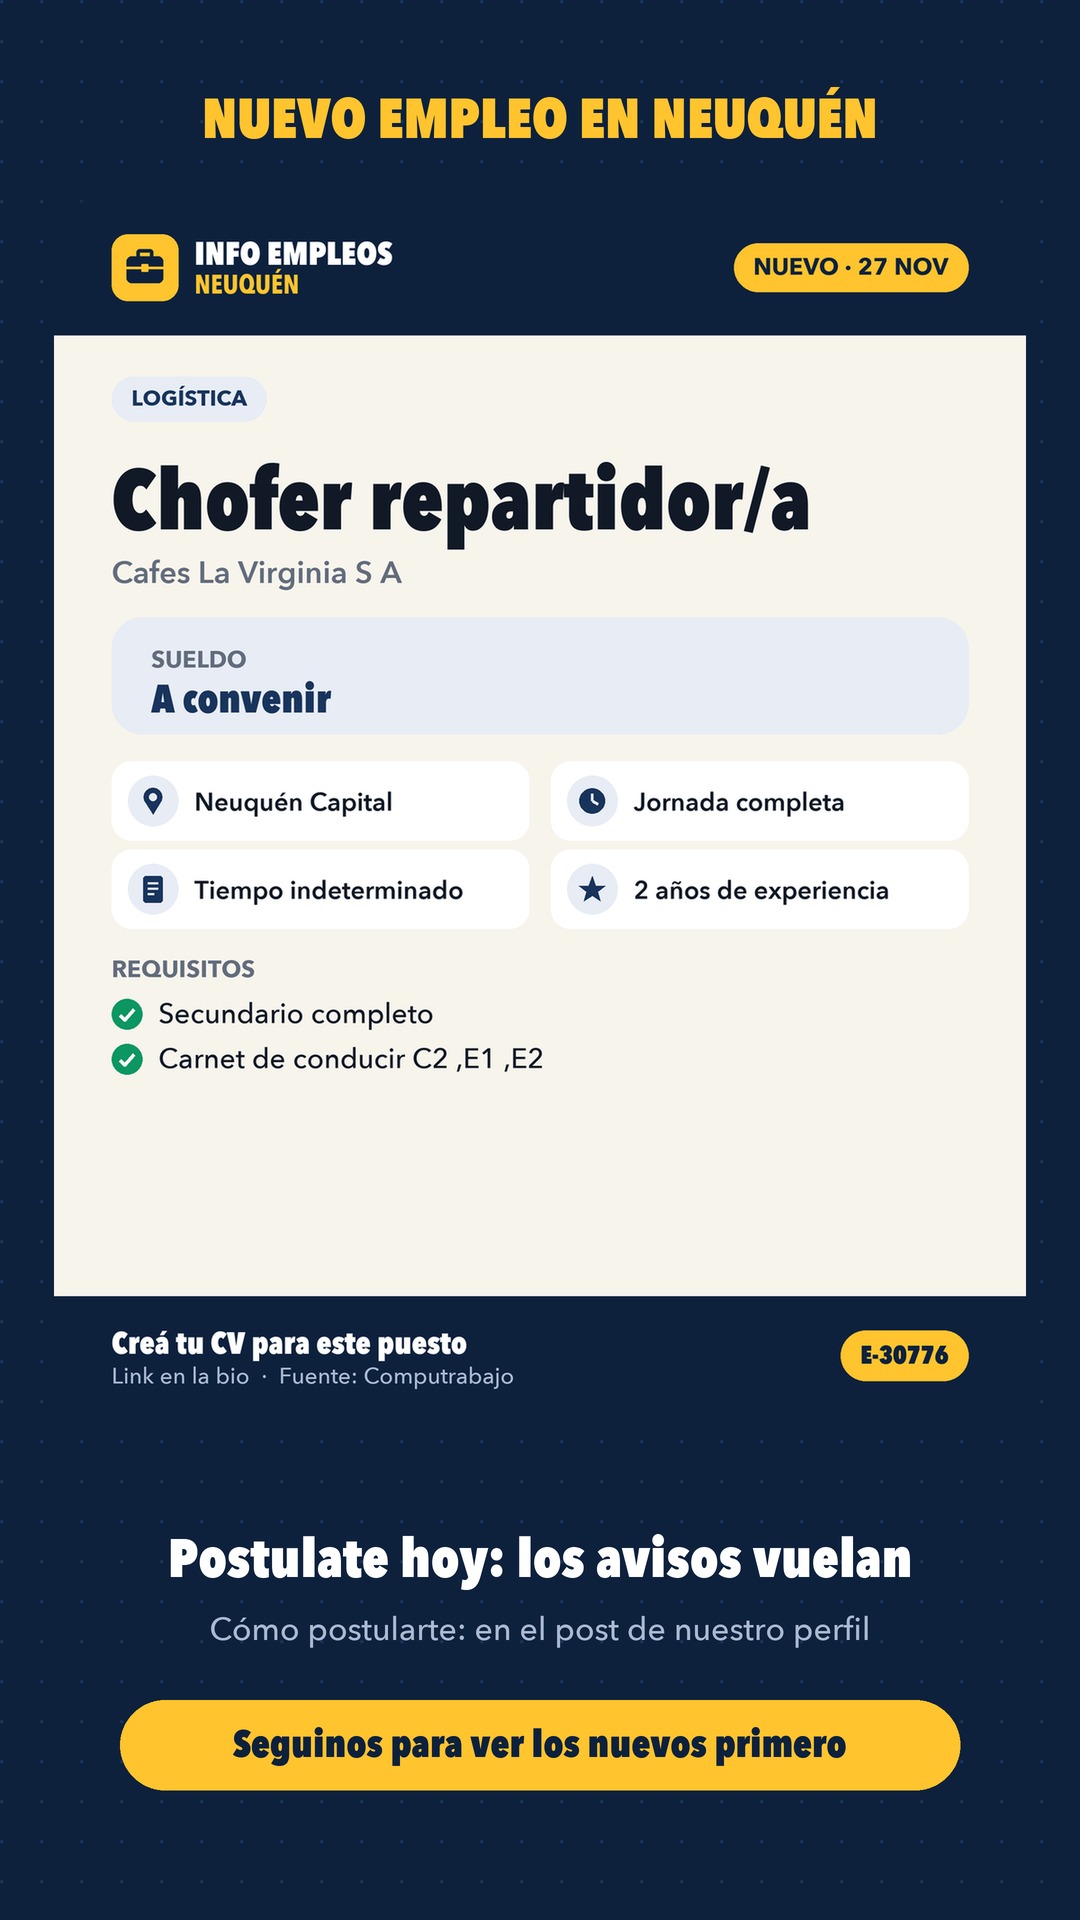 NUEVO EMPLEO EN NEUQUÉN
INFO EMPLEOS
NEUQUÉN
NUEVO · 27 NOV
LOGÍSTICA
Chofer repartidor/a
Cafes La Virginia S A
SUELDO
A convenir
Neuquén Capital
Jornada completa
Tiempo indeterminado
2 años de experiencia
REQUISITOS
Secundario completo
Carnet de conducir C2 ,E1 ,E2
Creá tu CV para este puesto
Link en la bio · Fuente: Computrabajo
E-30776
Postulate hoy: los avisos vuelan
Cómo postularte: en el post de nuestro perfil
Seguinos para ver los nuevos primero